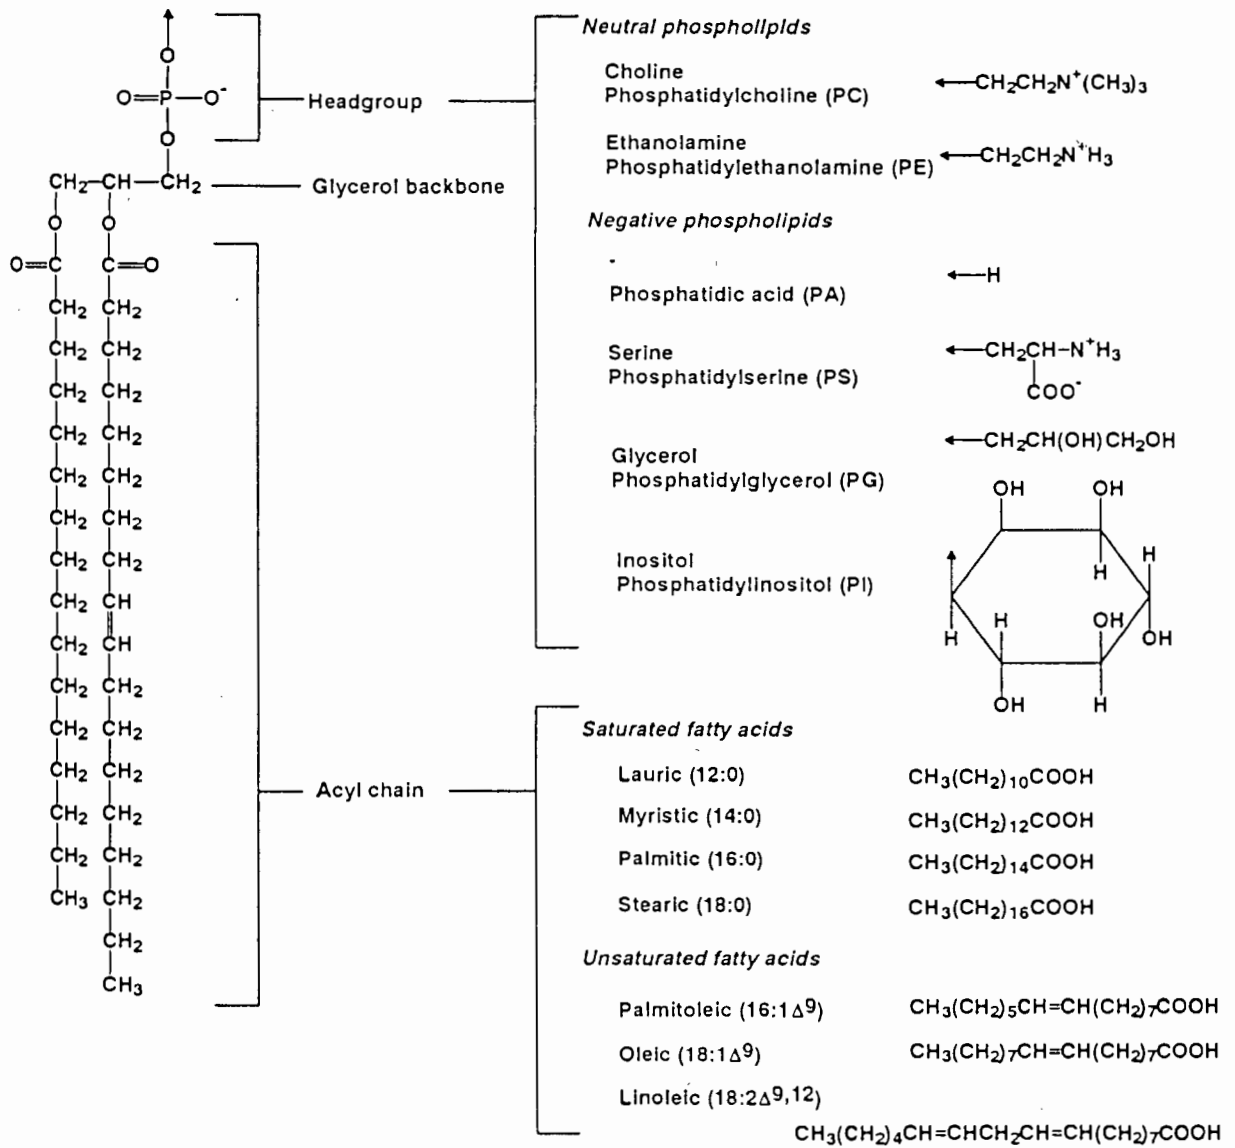 O
O=P—O⁻
O
Headgroup
CH₂—CH—CH₂
Glycerol backbone
O O
O=C C=O
CH₂ CH₂
CH₂ CH₂
CH₂ CH₂
CH₂ CH₂
CH₂ CH₂
CH₂ CH₂
CH₂ CH₂
CH₂ CH
CH₂ CH
CH₂ CH₂
CH₂ CH₂
CH₂ CH₂
CH₂ CH₂
CH₂ CH₂
CH₃ CH₂
CH₂
CH₃
Acyl chain
Neutral phospholipids
Choline
Phosphatidylcholine (PC)
CH₂CH₂N⁺(CH₃)₃
Ethanolamine
Phosphatidylethanolamine (PE)
CH₂CH₂N⁺H₃
Negative phospholipids
H
Phosphatidic acid (PA)
Serine
Phosphatidylserine (PS)
CH₂CH—N⁺H₃
COO⁻
Glycerol
Phosphatidylglycerol (PG)
CH₂CH(OH)CH₂OH
Inositol
Phosphatidylinositol (PI)
OH OH
H H
H OH
H OH
OH H
Saturated fatty acids
Lauric (12:0) CH₃(CH₂)₁₀COOH
Myristic (14:0) CH₃(CH₂)₁₂COOH
Palmitic (16:0) CH₃(CH₂)₁₄COOH
Stearic (18:0) CH₃(CH₂)₁₆COOH
Unsaturated fatty acids
Palmitoleic (16:1Δ⁹) CH₃(CH₂)₅CH=CH(CH₂)₇COOH
Oleic (18:1Δ⁹) CH₃(CH₂)₇CH=CH(CH₂)₇COOH
Linoleic (18:2Δ⁹,¹²)
CH₃(CH₂)₄CH=CHCH₂CH=CH(CH₂)₇COOH